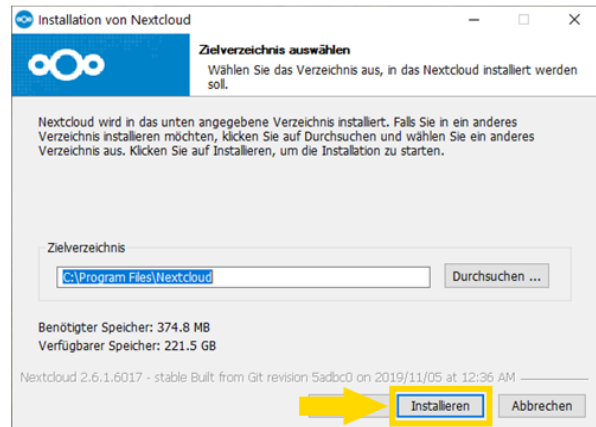 Installation von Nextcloud
Zielverzeichnis auswählen
Wählen Sie das Verzeichnis aus, in das Nextcloud installiert werden
soll.
Nextcloud wird in das unten angegebene Verzeichnis installiert. Falls Sie in ein anderes
Verzeichnis installieren möchten, klicken Sie auf Durchsuchen und wählen Sie ein anderes
Verzeichnis aus. Klicken Sie auf Installieren, um die Installation zu starten.
Zielverzeichnis
C:\Program Files\Nextcloud
Durchsuchen ...
Benötigter Speicher: 374.8 MB
Verfügbarer Speicher: 221.5 GB
Nextcloud 2.6.1.6017 - stable Built from Git revision 5adbc0 on 2019/11/05 at 12:36 AM
Installieren
Abbrechen